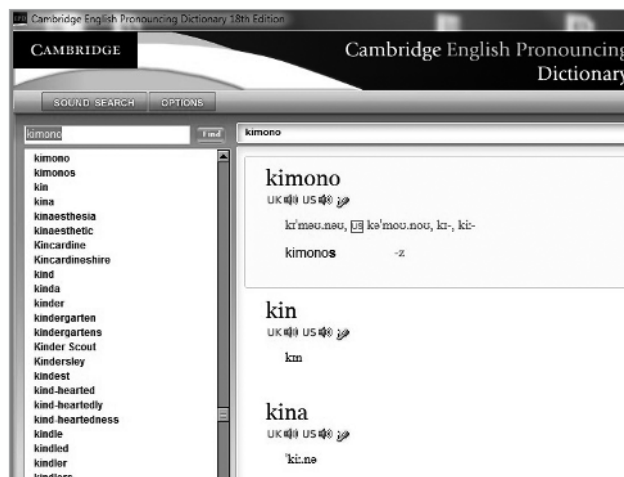 Cambridge English Pronouncing Dictionary 18th Edition
CAMBRIDGE
Cambridge English Pronouncing
Dictionary
SOUND SEARCH OPTIONS
kimono Find
kimono
kimonos
kin
kina
kinaesthesia
kinaesthetic
Kincardine
Kincardineshire
kind
kinda
kinder
kindergarten
kindergartens
Kinder Scout
Kindersley
kindest
kind-hearted
kind-heartedly
kind-heartedness
kindle
kindled
kindler
kindlers
kimono
kimono
UK US
kɪˈməʊ.nəʊ, US kəˈmoʊ.noʊ, kɪ-, kiː-
kimonos -z
kin
UK US
kɪn
kina
UK US
ˈkiː.nə